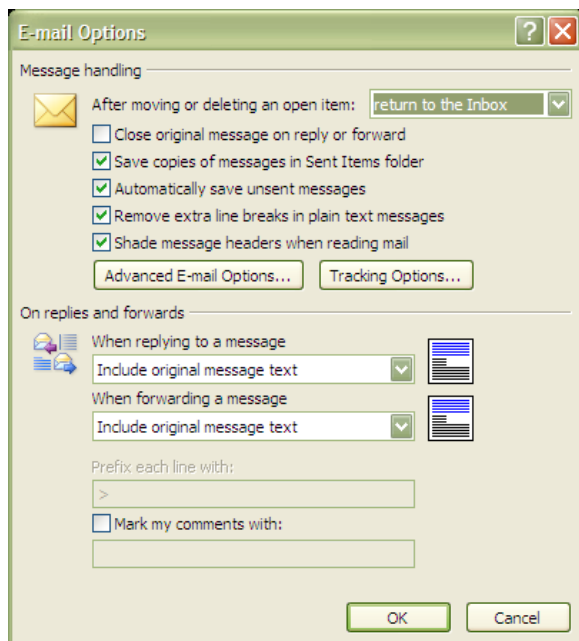 E-mail Options
Message handling
After moving or deleting an open item: return to the Inbox
Close original message on reply or forward
Save copies of messages in Sent Items folder
Automatically save unsent messages
Remove extra line breaks in plain text messages
Shade message headers when reading mail
Advanced E-mail Options... Tracking Options...
On replies and forwards
When replying to a message
Include original message text
When forwarding a message
Include original message text
Prefix each line with:
>
Mark my comments with:
OK Cancel